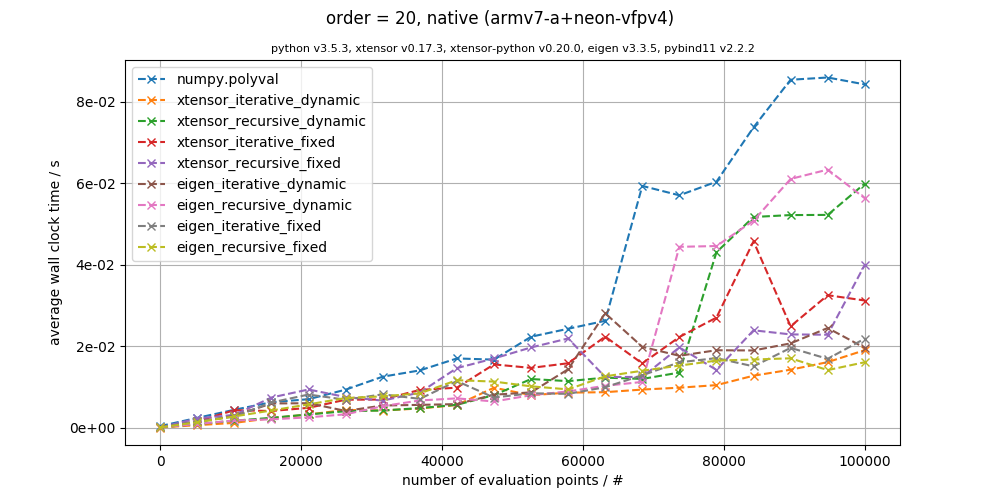 order = 20, native (armv7-a+neon-vfpv4)
python v3.5.3, xtensor v0.17.3, xtensor-python v0.20.0, eigen v3.3.5, pybind11 v2.2.2
numpy.polyval
xtensor_iterative_dynamic
xtensor_recursive_dynamic
xtensor_iterative_fixed
xtensor_recursive_fixed
eigen_iterative_dynamic
eigen_recursive_dynamic
eigen_iterative_fixed
eigen_recursive_fixed
average wall clock time / s
8e-02
6e-02
4e-02
2e-02
0e+00
0 20000 40000 60000 80000 100000
number of evaluation points / #